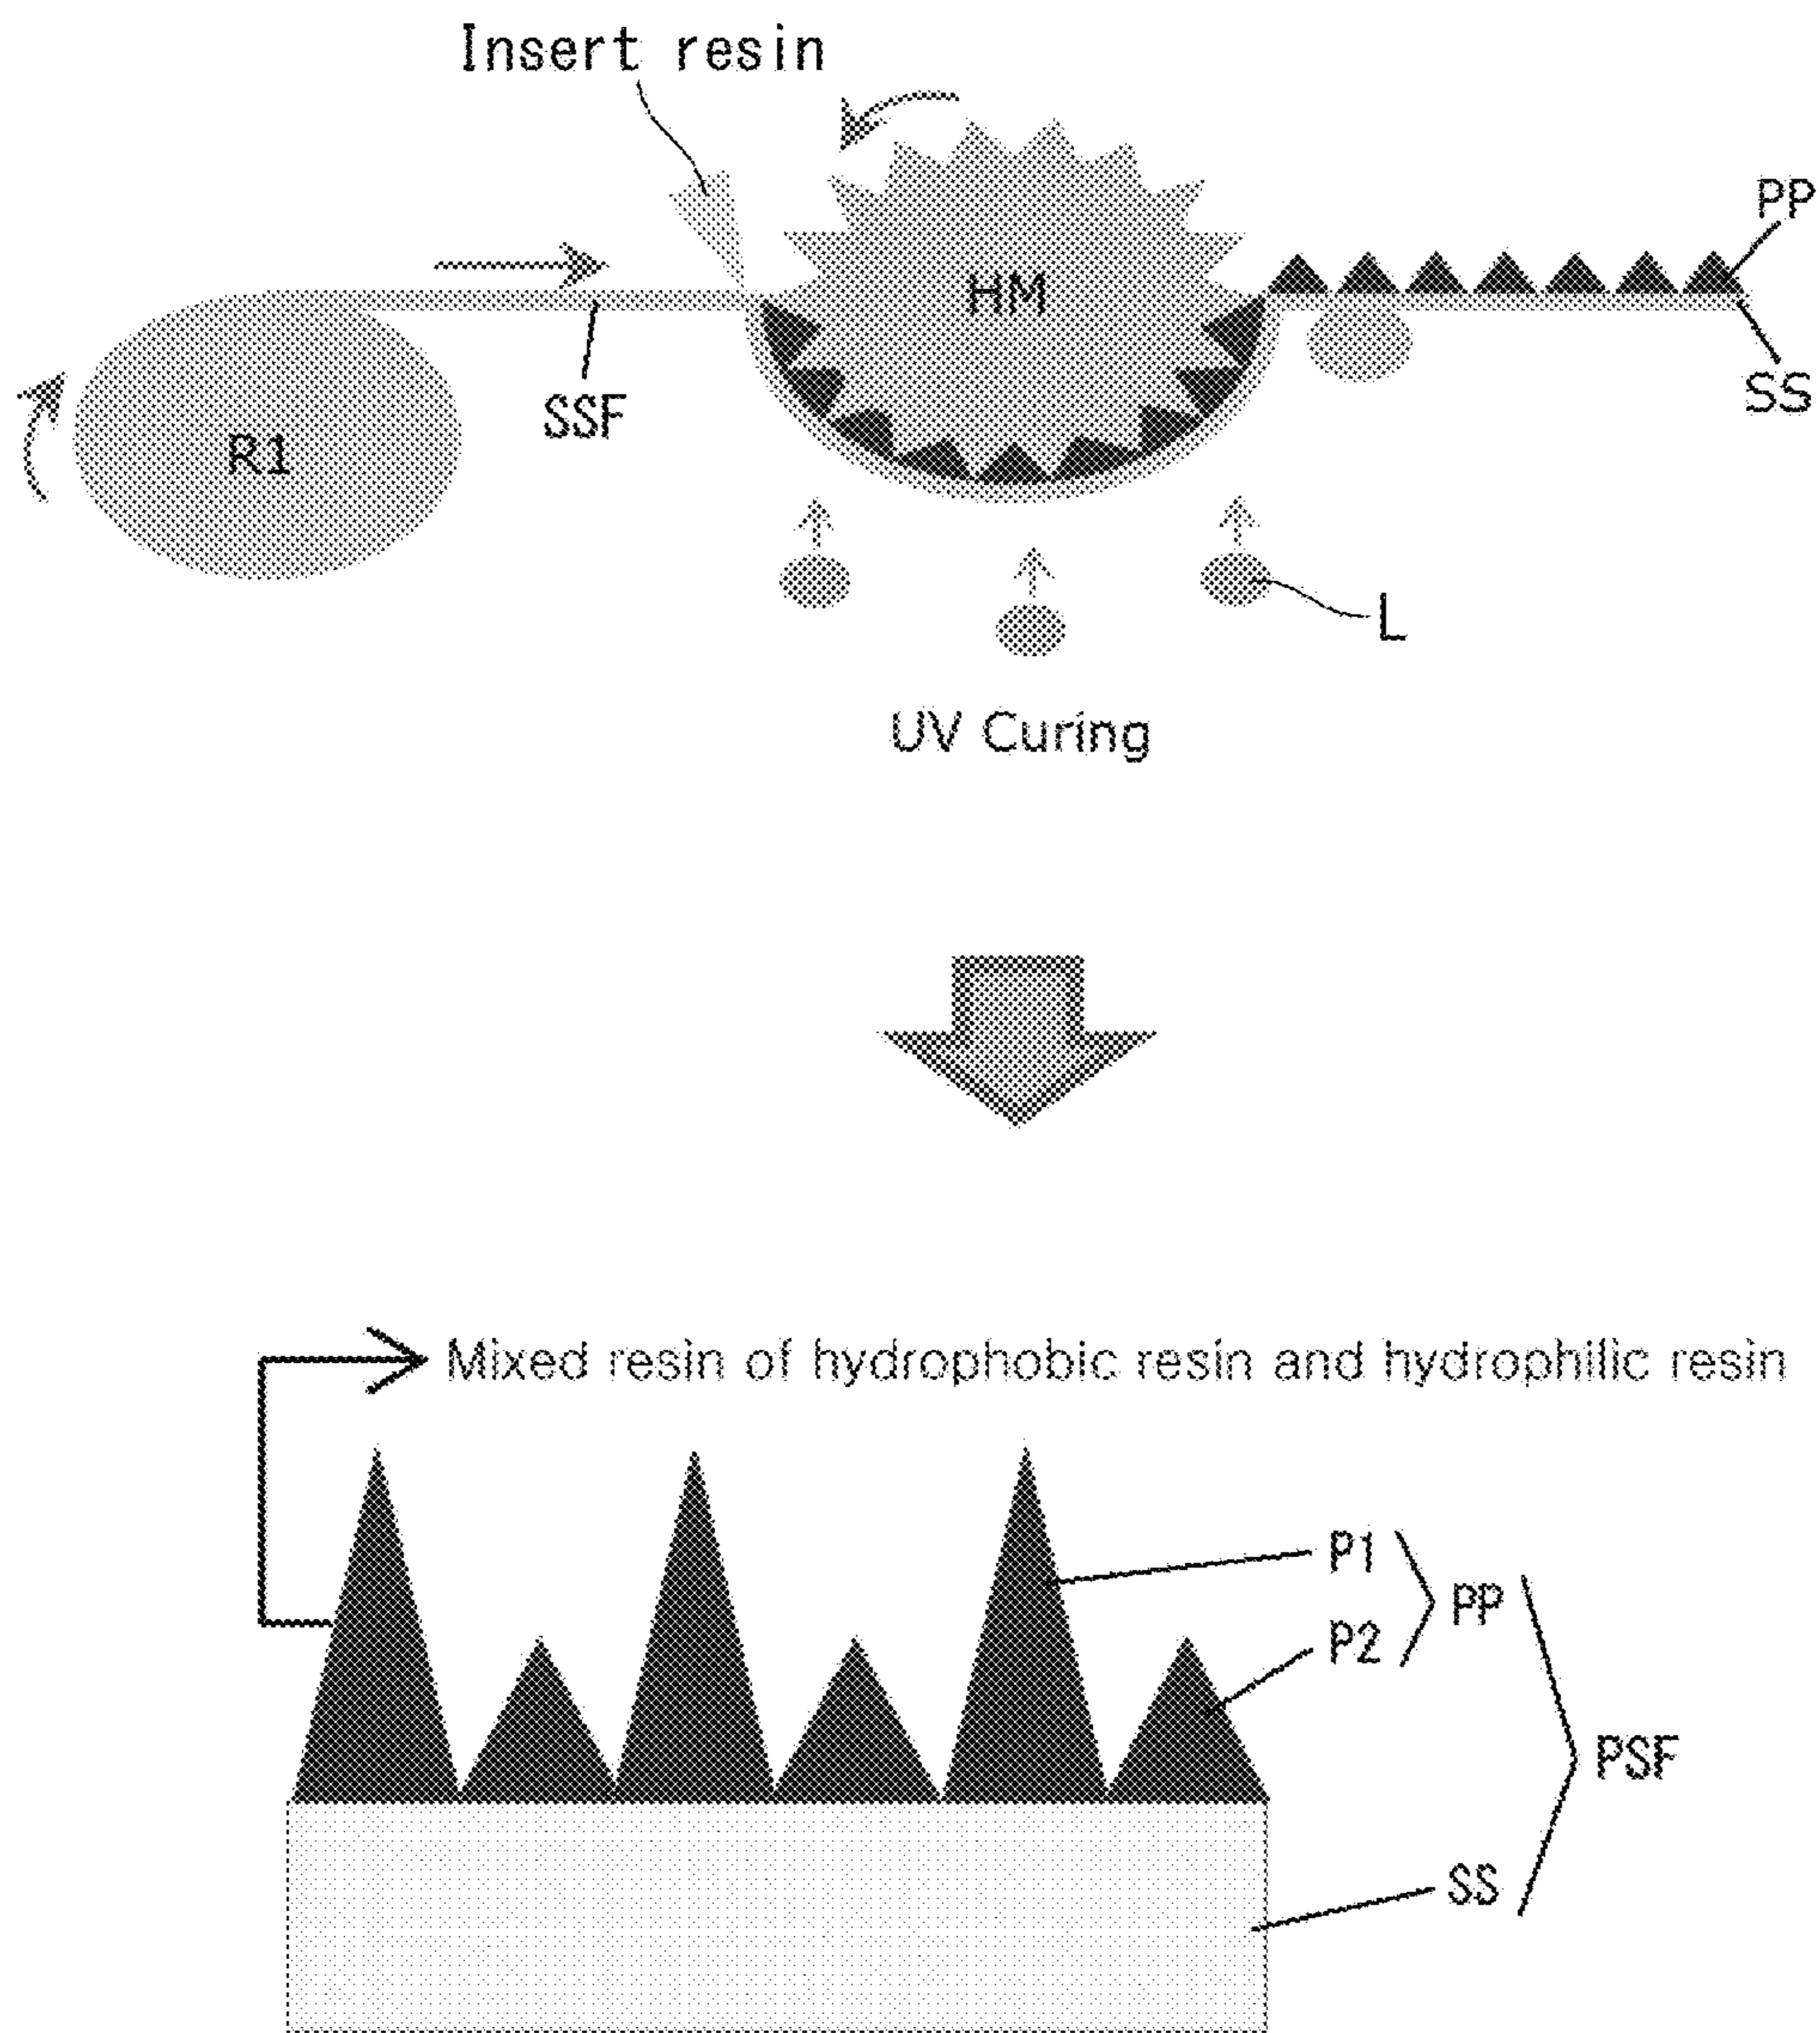 Insert resin
PP
HM
SS
SSF
R1
L
UV Curing
Mixed resin of hydrophobic resin and hydrophilic resin
P1
PP
P2
PSF
SS